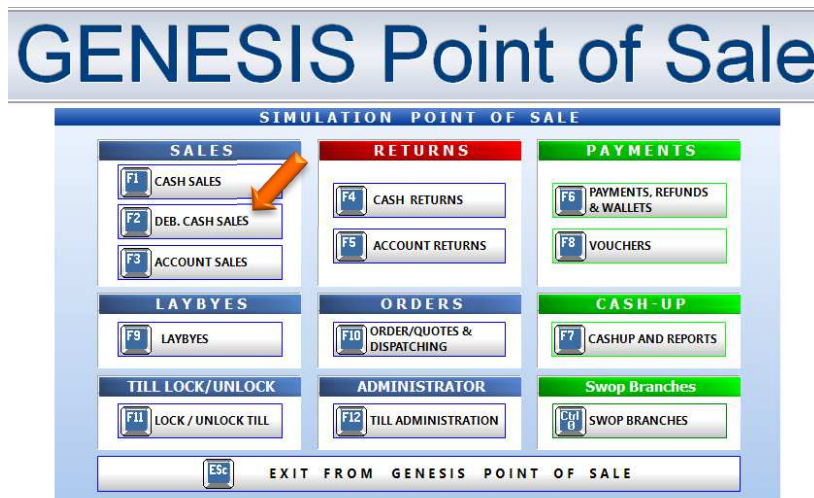 GENESIS Point of Sale
SIMULATION POINT OF SALE
SALES
F1 CASH SALES
F2 DEB. CASH SALES
F3 ACCOUNT SALES
RETURNS
F4 CASH RETURNS
F5 ACCOUNT RETURNS
PAYMENTS
F6 PAYMENTS, REFUNDS
& WALLETS
F8 VOUCHERS
LAYBYES
F9 LAYBYES
ORDERS
F10 ORDER/QUOTES &
DISPATCHING
CASH-UP
F7 CASHUP AND REPORTS
TILL LOCK/UNLOCK
F11 LOCK / UNLOCK TILL
ADMINISTRATOR
F12 TILL ADMINISTRATION
Swop Branches
Ctrl
0 SWOP BRANCHES
ESc EXIT FROM GENESIS POINT OF SALE